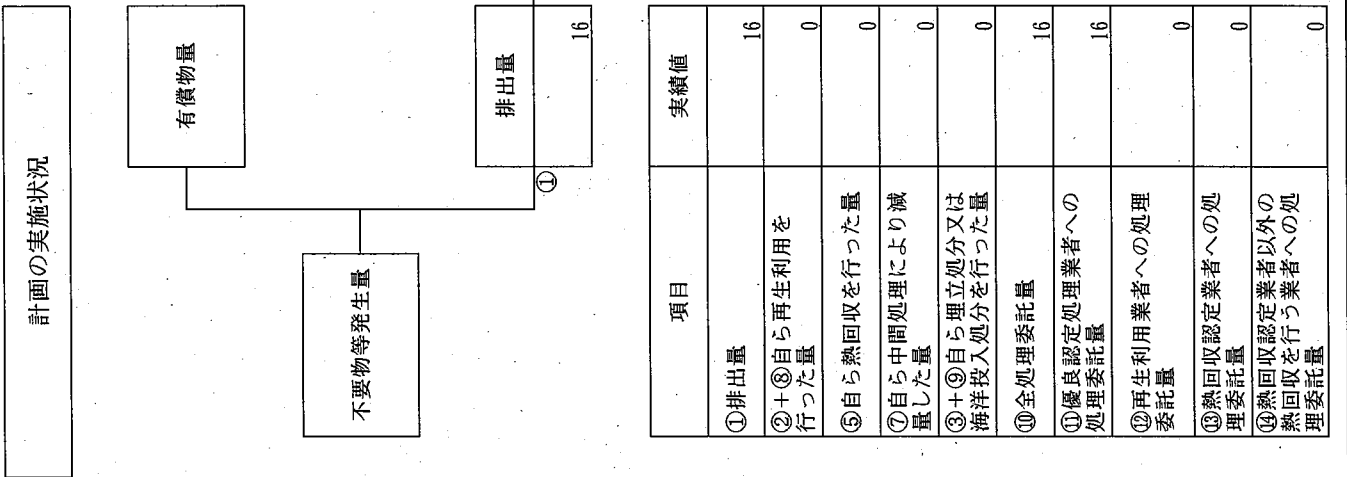 計画の実施状況
有償物量
不要物等発生量
排出量
①
16
項目
実績値
①排出量
16
②+⑧自ら再生利用を
行った量
0
⑤自ら熱回収を行った量
0
⑦自ら中間処理により減
量した量
0
③+⑨自ら埋立処分又は
海洋投入処分を行った量
0
⑩全処理委託量
16
⑪優良認定処理業者への
処理委託量
16
⑫再生利用業者への処理
委託量
0
⑬熱回収認定業者への処
理委託量
0
⑭熱回収認定業者以外の
熱回収を行う業者への処
理委託量
0